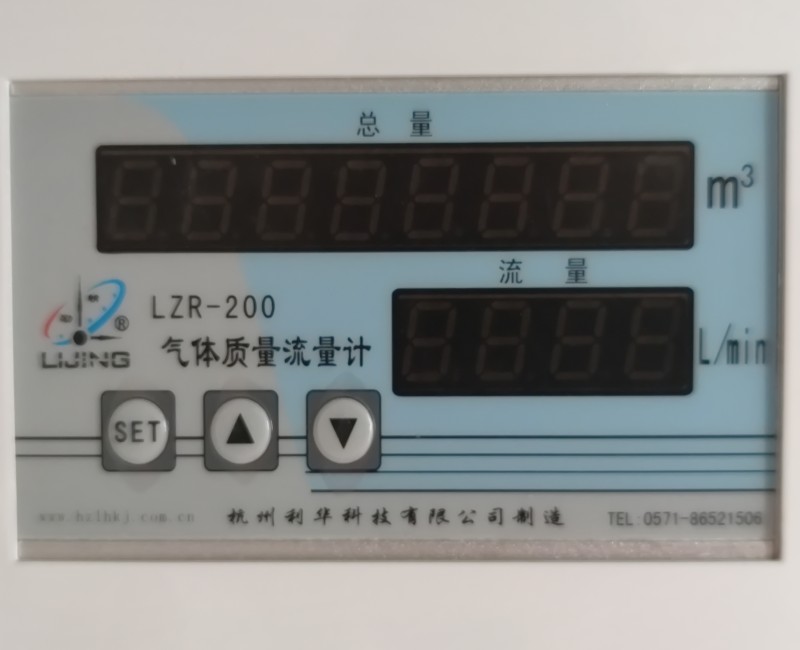 总 量
m³
流 量
LZR-200
®
LIJING
气体质量流量计
L/min
SET
www.hzlhkj.com.cn
杭州利华科技有限公司制造
TEL:0571-86521506